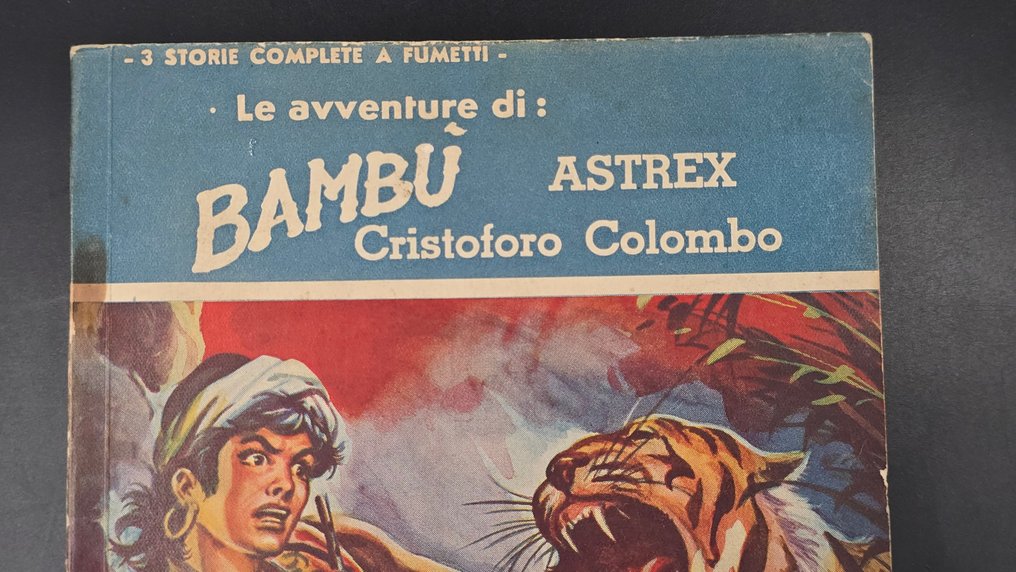 - 3 STORIE COMPLETE A FUMETTI -
· Le avventure di :
BAMBÙ ASTREX
Cristoforo Colombo